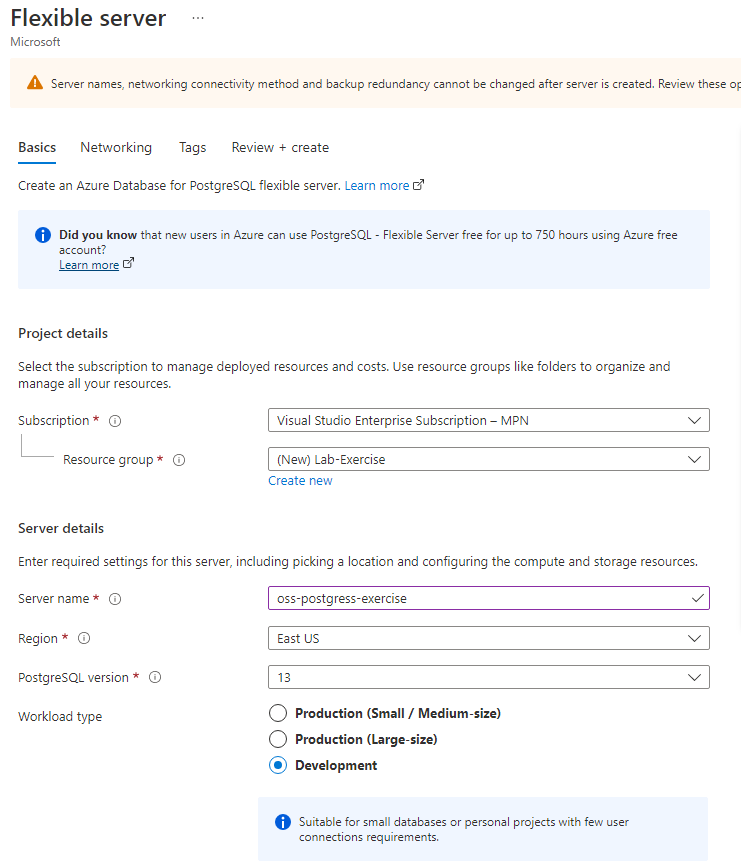 Flexible server ...
Microsoft
Server names, networking connectivity method and backup redundancy cannot be changed after server is created. Review these op
Basics Networking Tags Review + create
Create an Azure Database for PostgreSQL flexible server. Learn more
Did you know that new users in Azure can use PostgreSQL - Flexible Server free for up to 750 hours using Azure free
account?
Learn more
Project details
Select the subscription to manage deployed resources and costs. Use resource groups like folders to organize and
manage all your resources.
Subscription * Visual Studio Enterprise Subscription – MPN
Resource group * (New) Lab-Exercise
Create new
Server details
Enter required settings for this server, including picking a location and configuring the compute and storage resources.
Server name * oss-postgress-exercise
Region * East US
PostgreSQL version * 13
Workload type Production (Small / Medium-size)
Production (Large-size)
Development
Suitable for small databases or personal projects with few user
connections requirements.